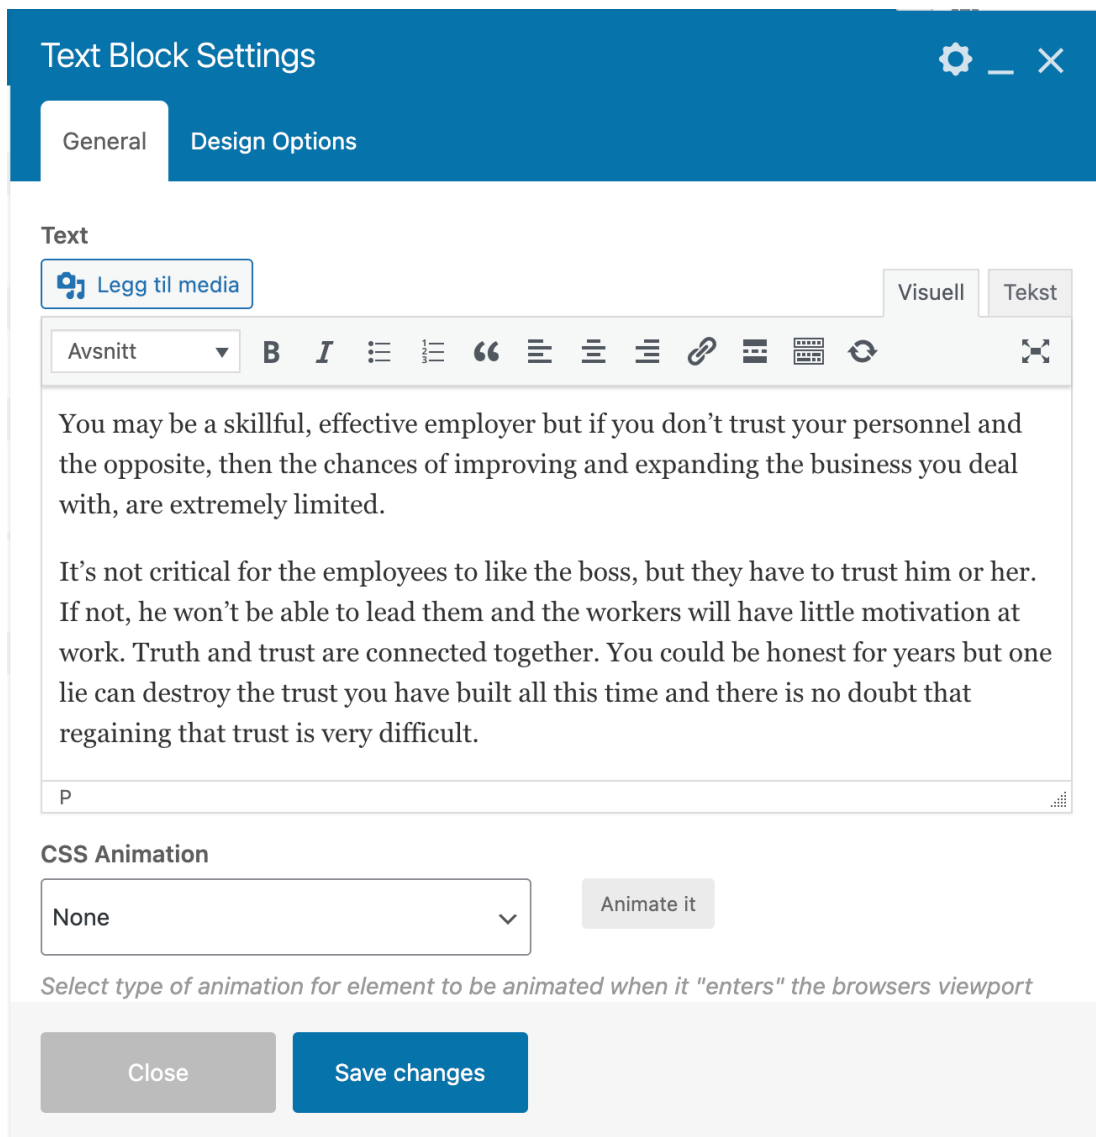 Text Block Settings
General
Design Options
Text
Legg til media
Visuell
Tekst
Avsnitt
You may be a skillful, effective employer but if you don’t trust your personnel and
the opposite, then the chances of improving and expanding the business you deal
with, are extremely limited.
It’s not critical for the employees to like the boss, but they have to trust him or her.
If not, he won’t be able to lead them and the workers will have little motivation at
work. Truth and trust are connected together. You could be honest for years but one
lie can destroy the trust you have built all this time and there is no doubt that
regaining that trust is very difficult.
P
CSS Animation
None
Animate it
Select type of animation for element to be animated when it "enters" the browsers viewport
Close
Save changes